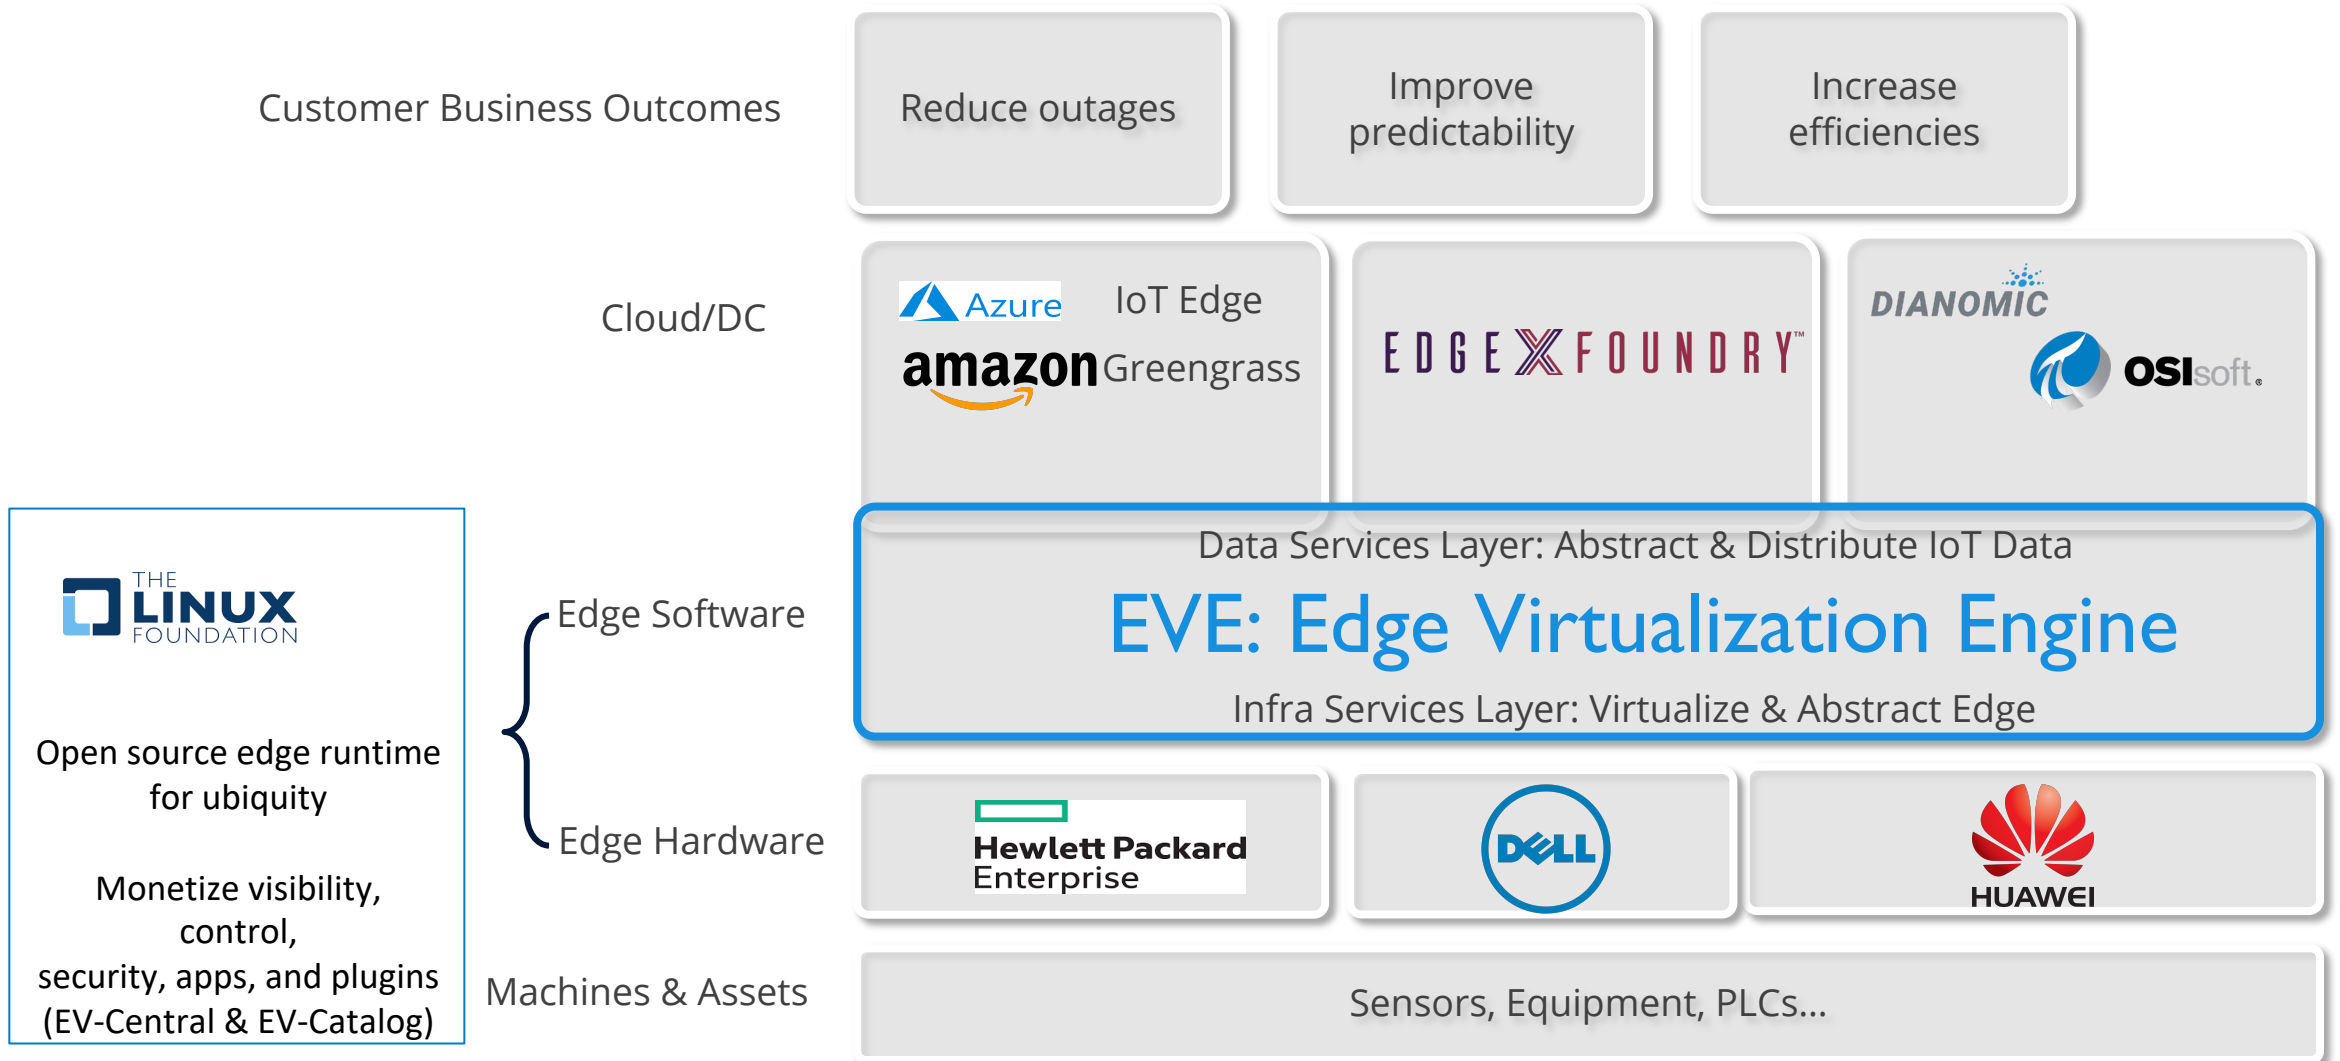 Customer Business Outcomes
Reduce outages
Improve
predictability
Increase
efficiencies
Cloud/DC
Azure
IoT Edge
amazon
Greengrass
EDGE X FOUNDRY™
DIANOMIC
OSIsoft.
THE
LINUX
FOUNDATION
Open source edge runtime
for ubiquity
Monetize visibility,
control,
security, apps, and plugins
(EV-Central & EV-Catalog)
Edge Software
Data Services Layer: Abstract & Distribute IoT Data
EVE: Edge Virtualization Engine
Infra Services Layer: Virtualize & Abstract Edge
Edge Hardware
Hewlett Packard
Enterprise
DELL
HUAWEI
Machines & Assets
Sensors, Equipment, PLCs...